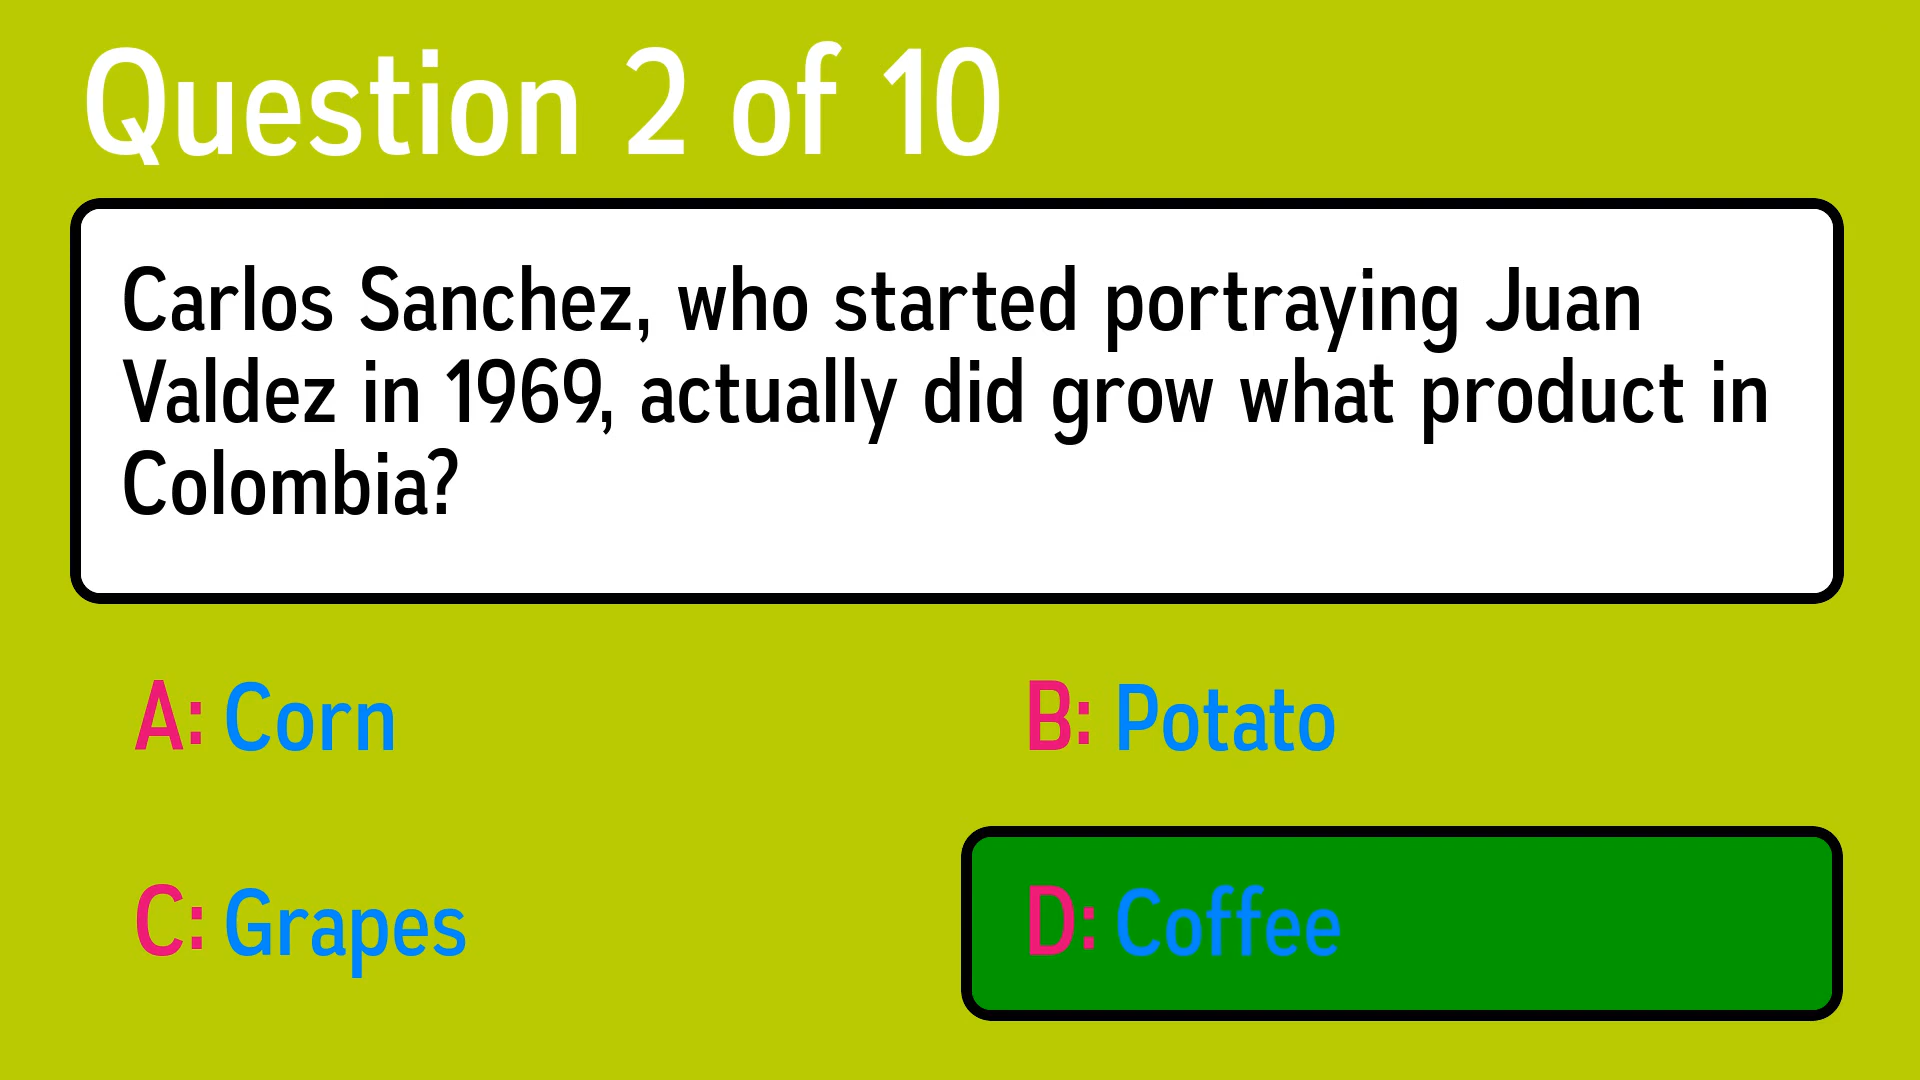 Question 2 of 10
Carlos Sanchez, who started portraying Juan
Valdez in 1969, actually did grow what product in
Colombia?
A: Corn
B: Potato
C: Grapes
D: Coffee